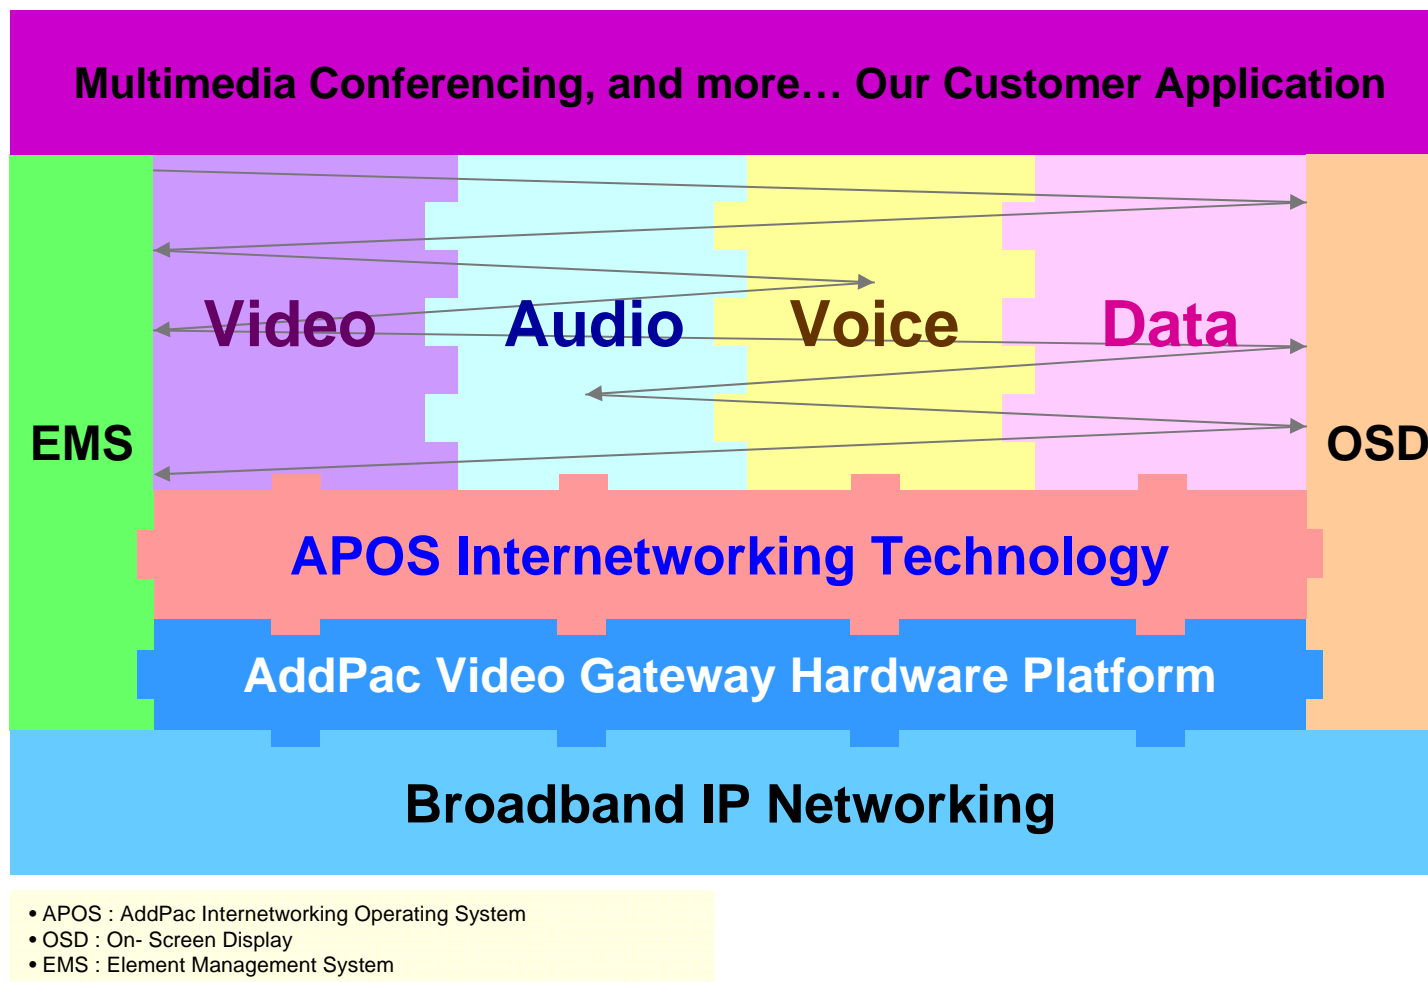 Multimedia Conferencing, and more… Our Customer Application
Video Audio Voice Data
EMS OSD
APOS Internetworking Technology
AddPac Video Gateway Hardware Platform
Broadband IP Networking
• APOS : AddPac Internetworking Operating System
• OSD : On- Screen Display
• EMS : Element Management System